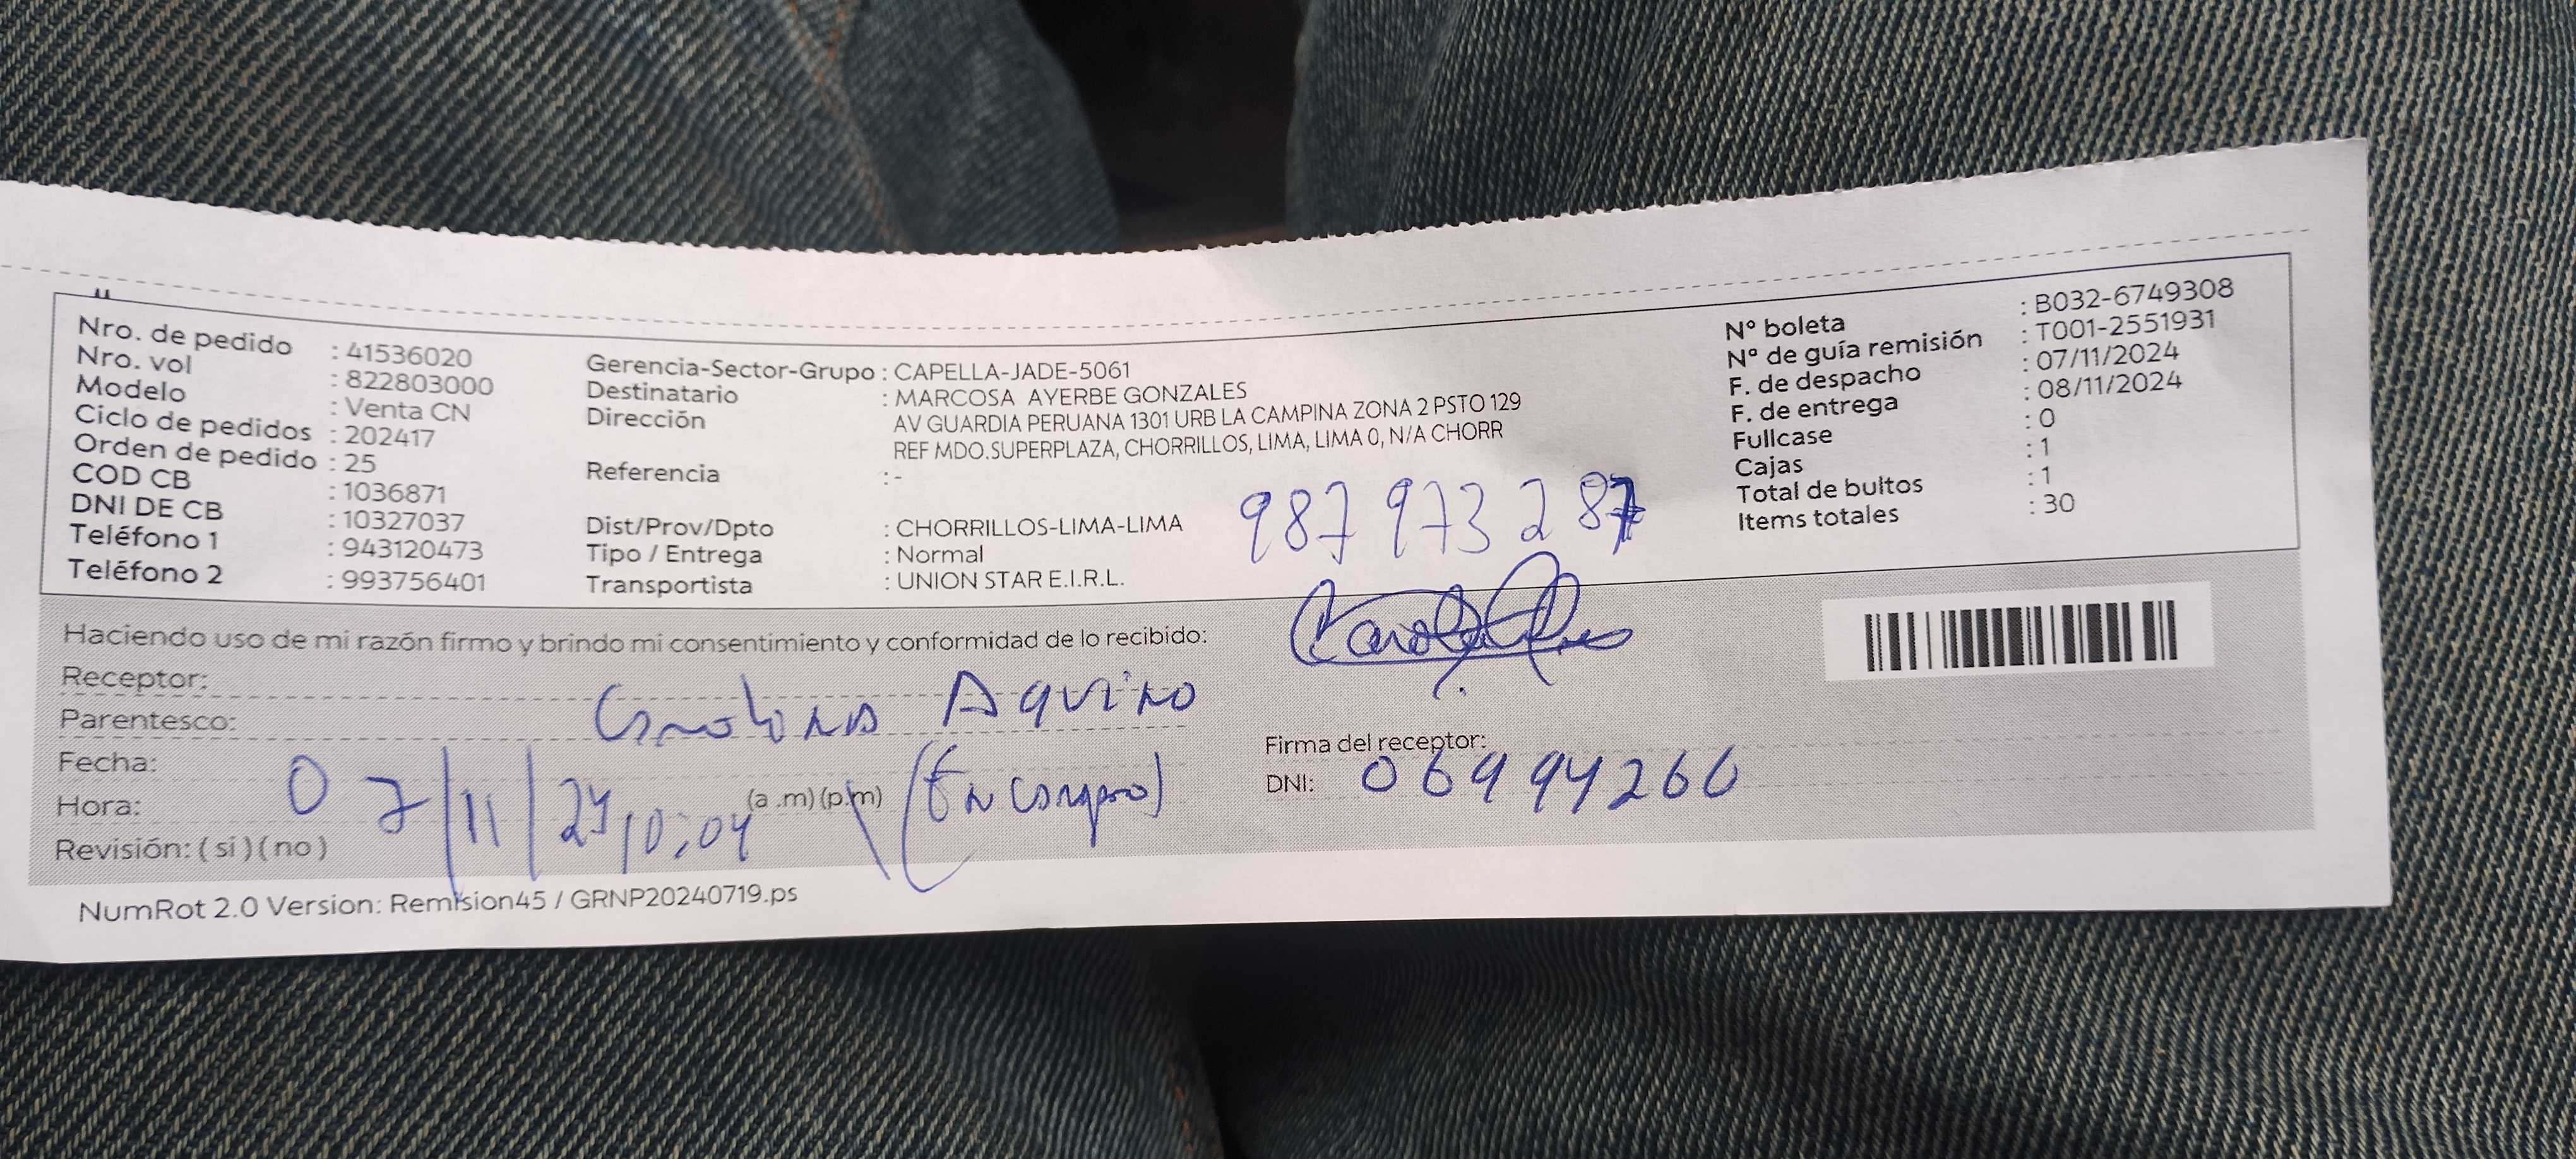 Nro. de pedido : 41536020
Nro. vol : 822803000
Modelo : Venta CN
Ciclo de pedidos : 202417
Orden de pedido : 25
COD CB : 1036871
DNI DE CB : 10327037
Teléfono 1 : 943120473
Teléfono 2 : 993756401
Gerencia-Sector-Grupo : CAPELLA-JADE-5061
Destinatario : MARCOSA AYERBE GONZALES
Dirección AV GUARDIA PERUANA 1301 URB LA CAMPINA ZONA 2 PSTO 129
REF MDO.SUPERPLAZA, CHORRILLOS, LIMA, LIMA 0, N/A CHORR
Referencia : -
Dist/Prov/Dpto : CHORRILLOS-LIMA-LIMA
Tipo / Entrega : Normal
Transportista : UNION STAR E.I.R.L.
987 973 287
Nº boleta : B032-6749308
Nº de guía remisión : T001-2551931
F. de despacho : 07/11/2024
F. de entrega : 08/11/2024
Fullcase : 0
Cajas : 1
Total de bultos : 1
Items totales : 30
Haciendo uso de mi razón firmo y brindo mi consentimiento y conformidad de lo recibido:
Receptor: Carolina Aquino
Parentesco:
Fecha: 07/11/24
Hora: 10:04 (a .m) (p.m)
Revisión: ( si ) ( no )
Firma del receptor:
DNI: 06994266
NumRot 2.0 Version: Remision45 / GRNP20240719.ps